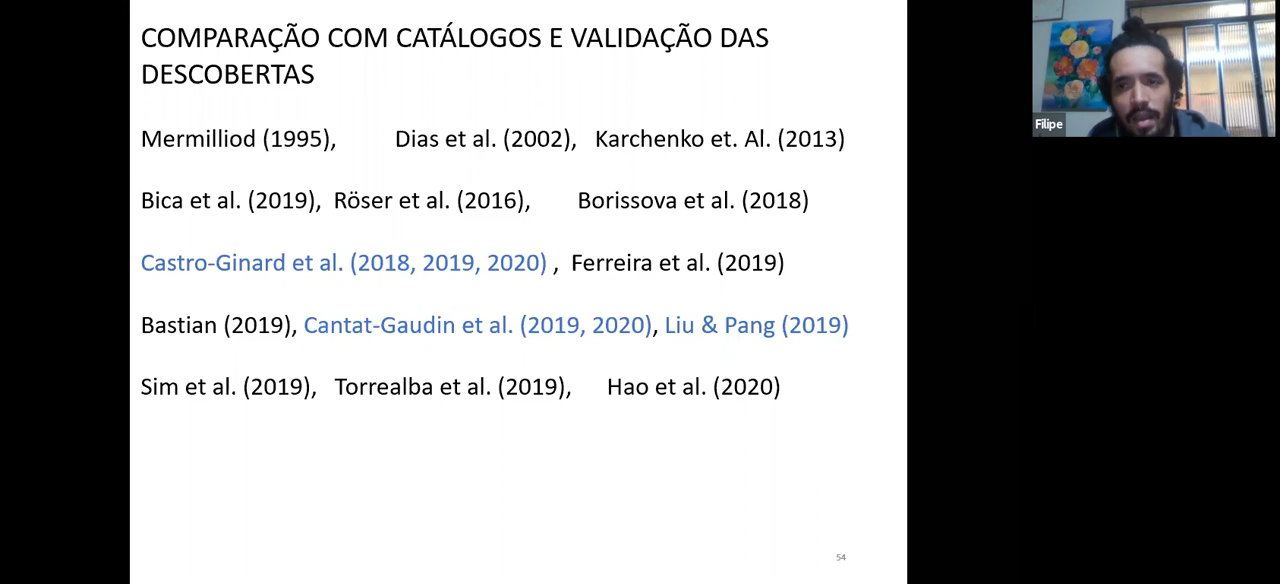 COMPARAÇÃO COM CATÁLOGOS E VALIDAÇÃO DAS
DESCOBERTAS
Mermilliod (1995), Dias et al. (2002), Karchenko et. Al. (2013)
Bica et al. (2019), Röser et al. (2016), Borissova et al. (2018)
Castro-Ginard et al. (2018, 2019, 2020) , Ferreira et al. (2019)
Bastian (2019), Cantat-Gaudin et al. (2019, 2020), Liu & Pang (2019)
Sim et al. (2019), Torrealba et al. (2019), Hao et al. (2020)
54
Filipe